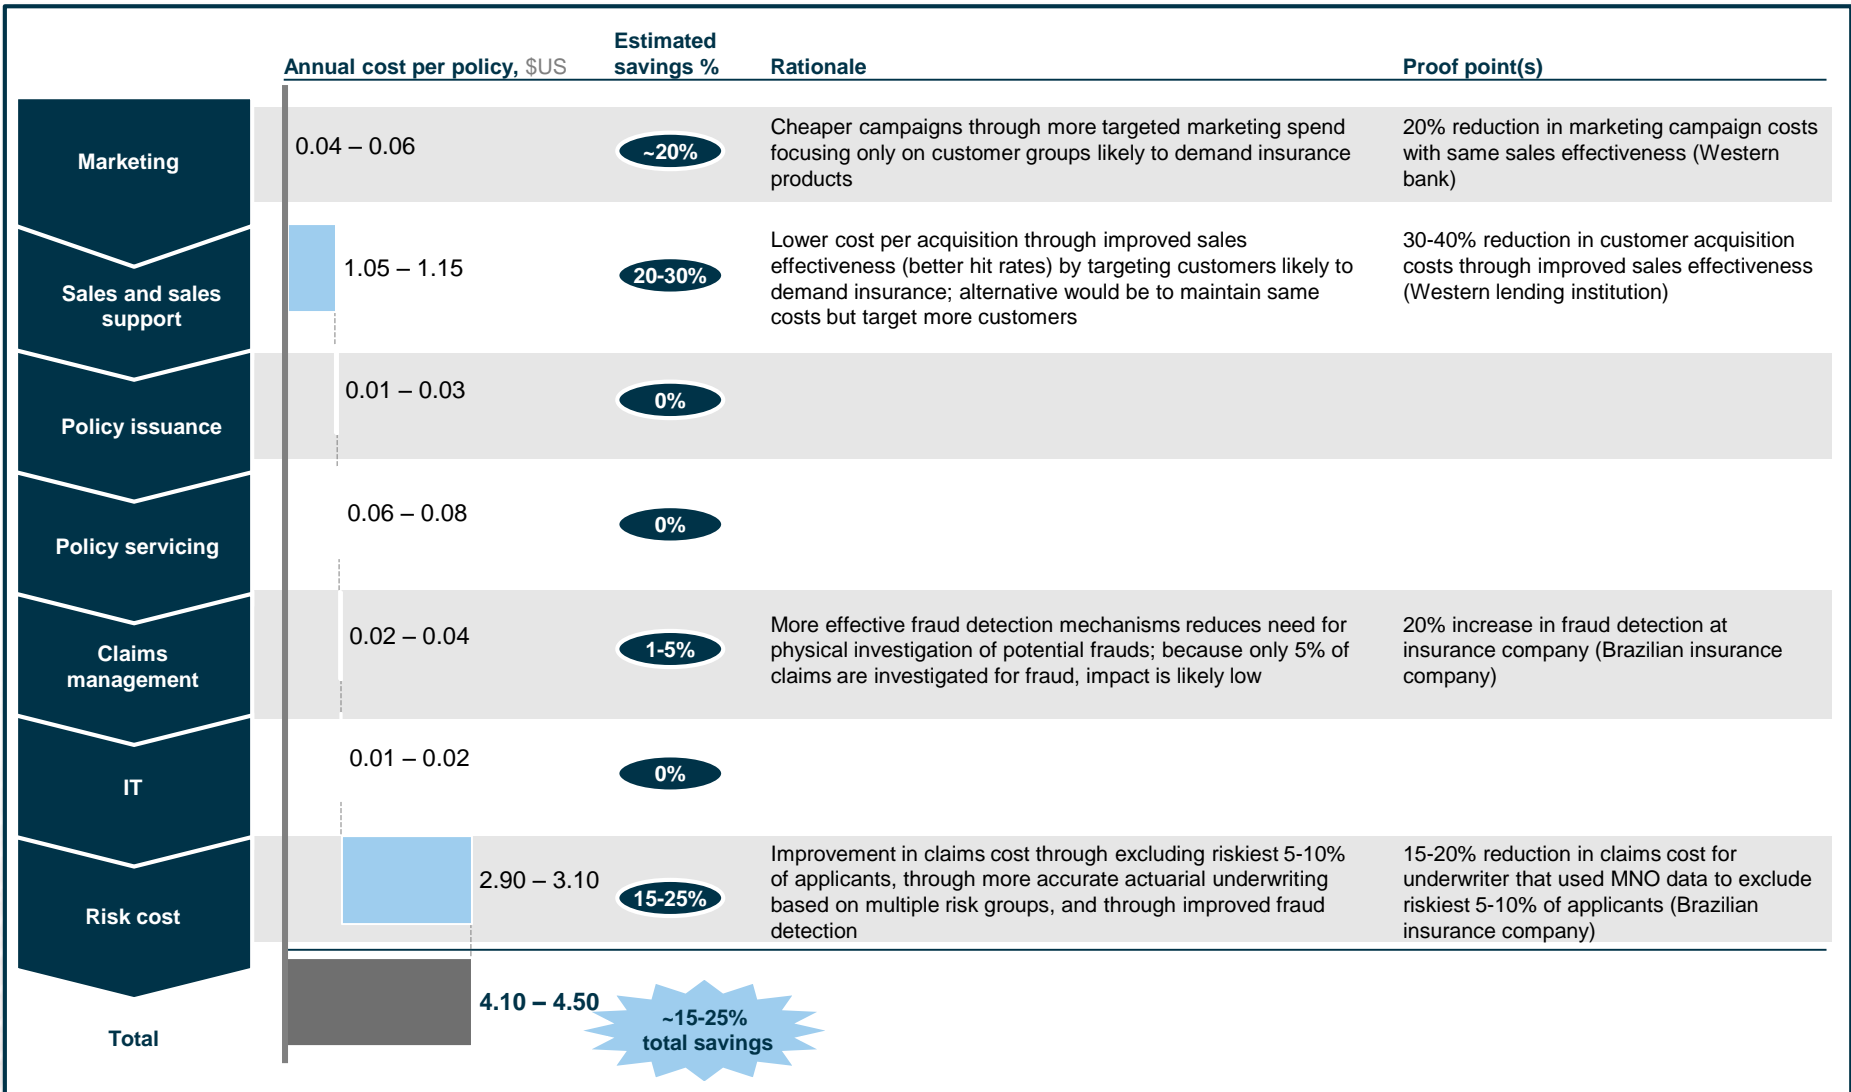 Annual cost per policy, $US
Estimated
savings %
Rationale
Proof point(s)
Marketing
0.04 – 0.06
~20%
Cheaper campaigns through more targeted marketing spend
focusing only on customer groups likely to demand insurance
products
20% reduction in marketing campaign costs
with same sales effectiveness (Western
bank)
Sales and sales
support
1.05 – 1.15
20-30%
Lower cost per acquisition through improved sales
effectiveness (better hit rates) by targeting customers likely to
demand insurance; alternative would be to maintain same
costs but target more customers
30-40% reduction in customer acquisition
costs through improved sales effectiveness
(Western lending institution)
Policy issuance
0.01 – 0.03
0%
Policy servicing
0.06 – 0.08
0%
Claims
management
0.02 – 0.04
1-5%
More effective fraud detection mechanisms reduces need for
physical investigation of potential frauds; because only 5% of
claims are investigated for fraud, impact is likely low
20% increase in fraud detection at
insurance company (Brazilian insurance
company)
IT
0.01 – 0.02
0%
Risk cost
2.90 – 3.10
15-25%
Improvement in claims cost through excluding riskiest 5-10%
of applicants, through more accurate actuarial underwriting
based on multiple risk groups, and through improved fraud
detection
15-20% reduction in claims cost for
underwriter that used MNO data to exclude
riskiest 5-10% of applicants (Brazilian
insurance company)
Total
4.10 – 4.50
~15-25%
total savings